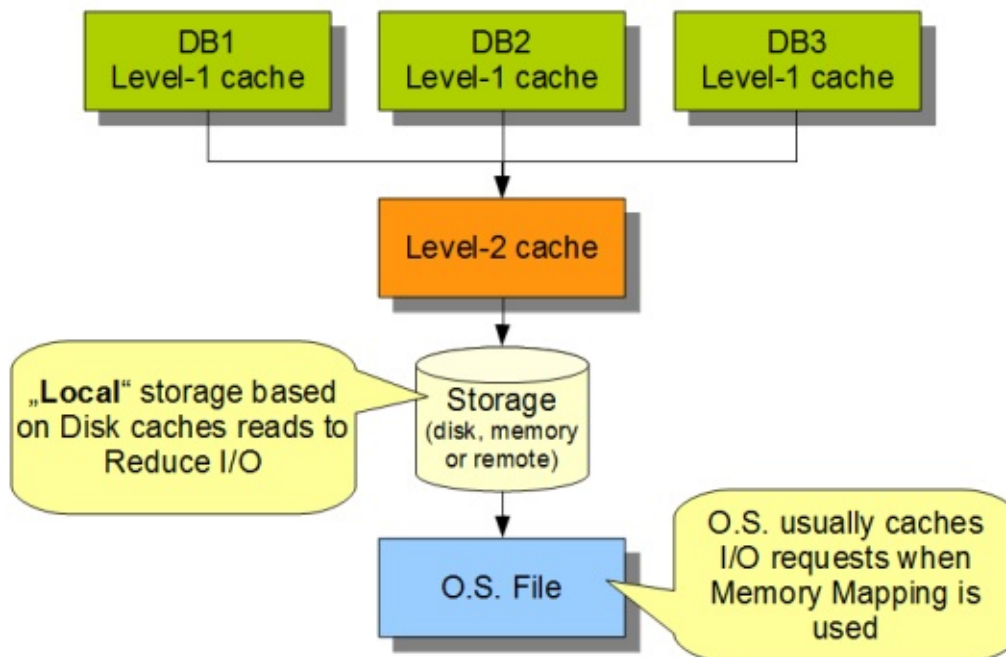 DB1
Level-1 cache
DB2
Level-1 cache
DB3
Level-1 cache
Level-2 cache
„Local“ storage based
on Disk caches reads to
Reduce I/O
Storage
(disk, memory
or remote)
O.S. File
O.S. usually caches
I/O requests when
Memory Mapping is
used